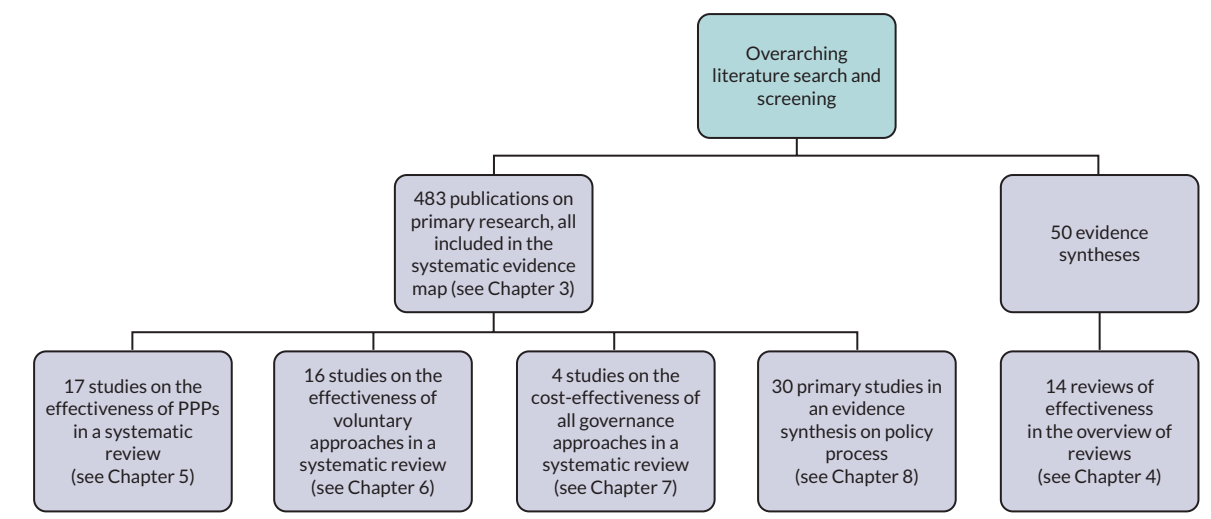 Overarching
literature search and
screening
483 publications on
primary research, all
included in the
systematic evidence
map (see Chapter 3)
50 evidence
syntheses
17 studies on the
effectiveness of PPPs
in a systematic
review
(see Chapter 5)
16 studies on the
effectiveness of
voluntary
approaches in a
systematic review
(see Chapter 6)
4 studies on the
cost-effectiveness of
all governance
approaches in a
systematic review
(see Chapter 7)
30 primary studies in
an evidence
synthesis on policy
process
(see Chapter 8)
14 reviews of
effectiveness
in the overview of
reviews
(see Chapter 4)